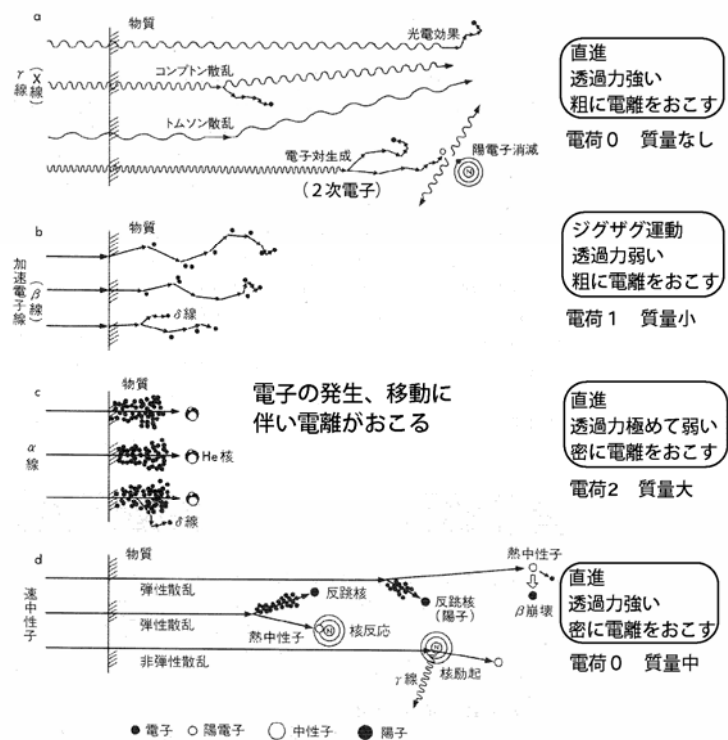 a
物質
光電効果
コンプトン散乱
γ線（X線）
トムソン散乱
電子対生成
陽電子消滅
N
（２次電子）
直進
透過力強い
粗に電離をおこす
電荷０　質量なし
b
物質
加速電子線（β線）
δ線
ジグザグ運動
透過力弱い
粗に電離をおこす
電荷１　質量小
c
物質
α線
He核
δ線
電子の発生、移動に
伴い電離がおこる
直進
透過力極めて弱い
密に電離をおこす
電荷2　質量大
d
物質
速中性子
弾性散乱
反跳核
反跳核
（陽子）
熱中性子
β崩壊
弾性散乱
熱中性子
N
核反応
非弾性散乱
N
γ線
核励起
直進
透過力強い
密に電離をおこす
電荷０　質量中
電子
陽電子
中性子
陽子